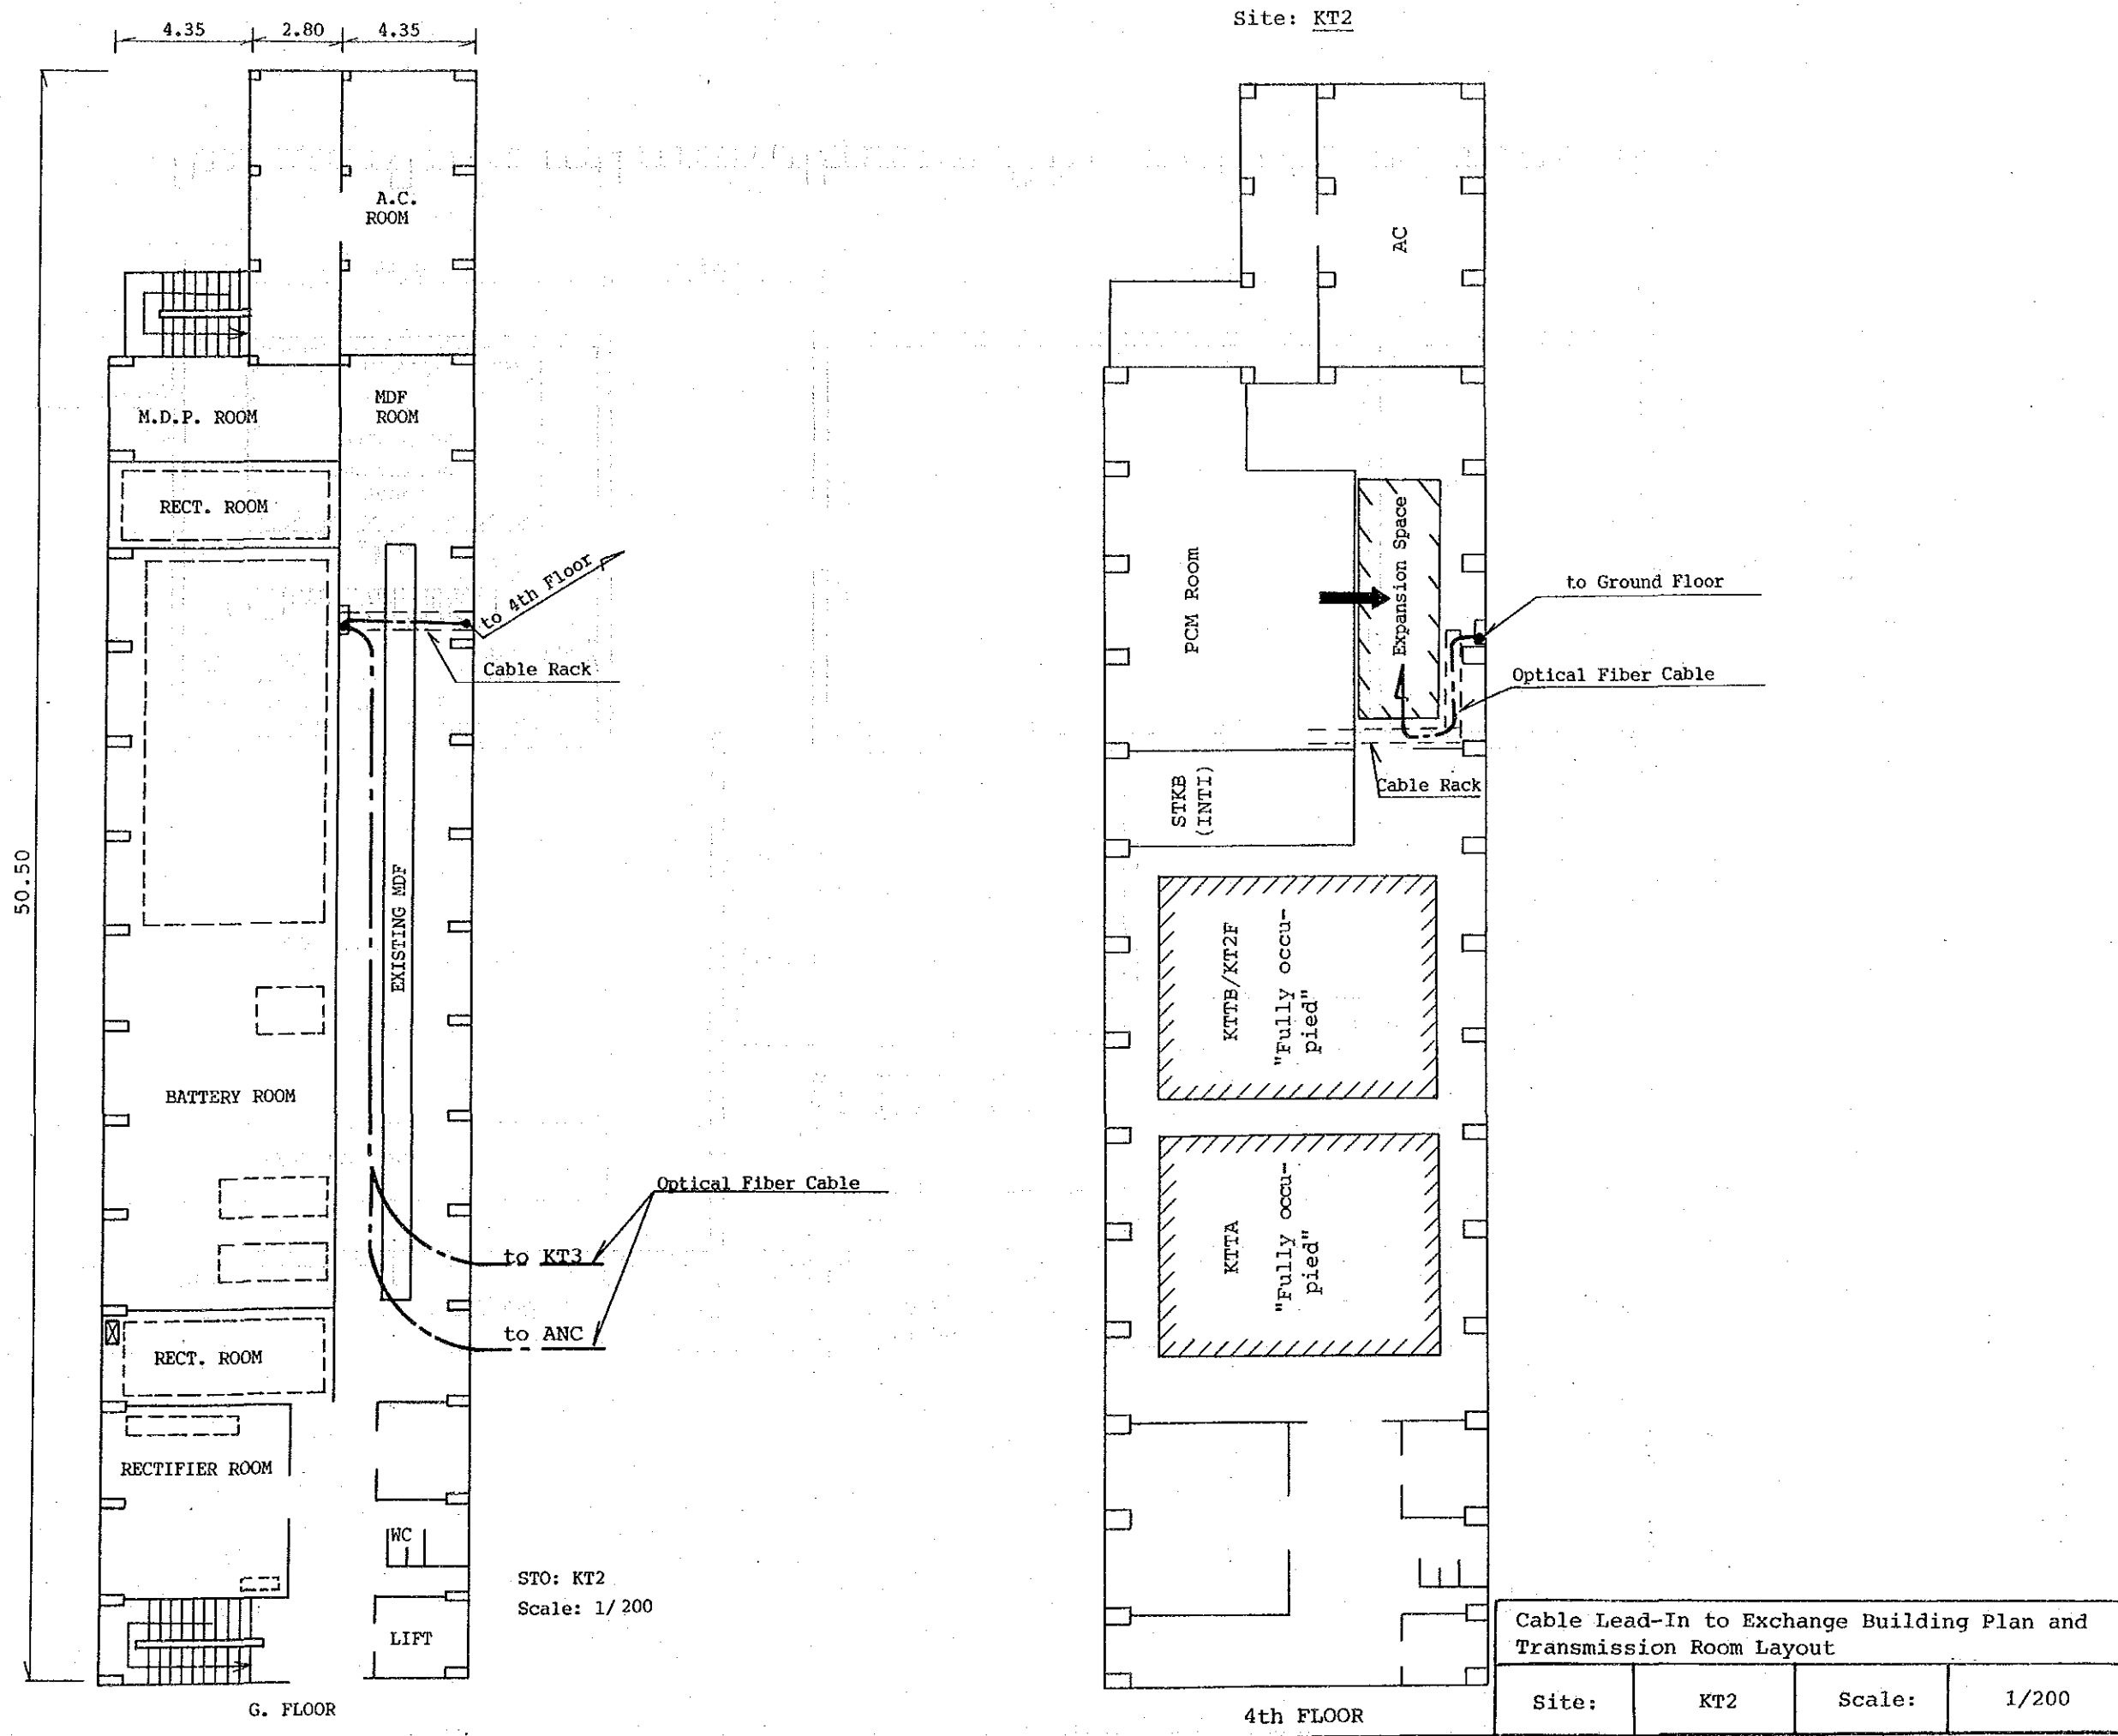 Site: KT2
4.35
2.80
4.35
50.50
A.C.
ROOM
M.D.P. ROOM
MDF
ROOM
RECT. ROOM
to 4th Floor
Cable Rack
EXISTING MDF
BATTERY ROOM
Optical Fiber Cable
to KT3
to ANC
RECT. ROOM
RECTIFIER ROOM
WC
LIFT
STO: KT2
Scale: 1/200
G. FLOOR
AC
PCM Room
Expansion Space
to Ground Floor
Optical Fiber Cable
Cable Rack
STKB
(INTI)
KTTB/KT2F
"Fully occu-
pied"
KTTA
"Fully occu-
pied"
4th FLOOR
Cable Lead-In to Exchange Building Plan and
Transmission Room Layout
Site: KT2 Scale: 1/200